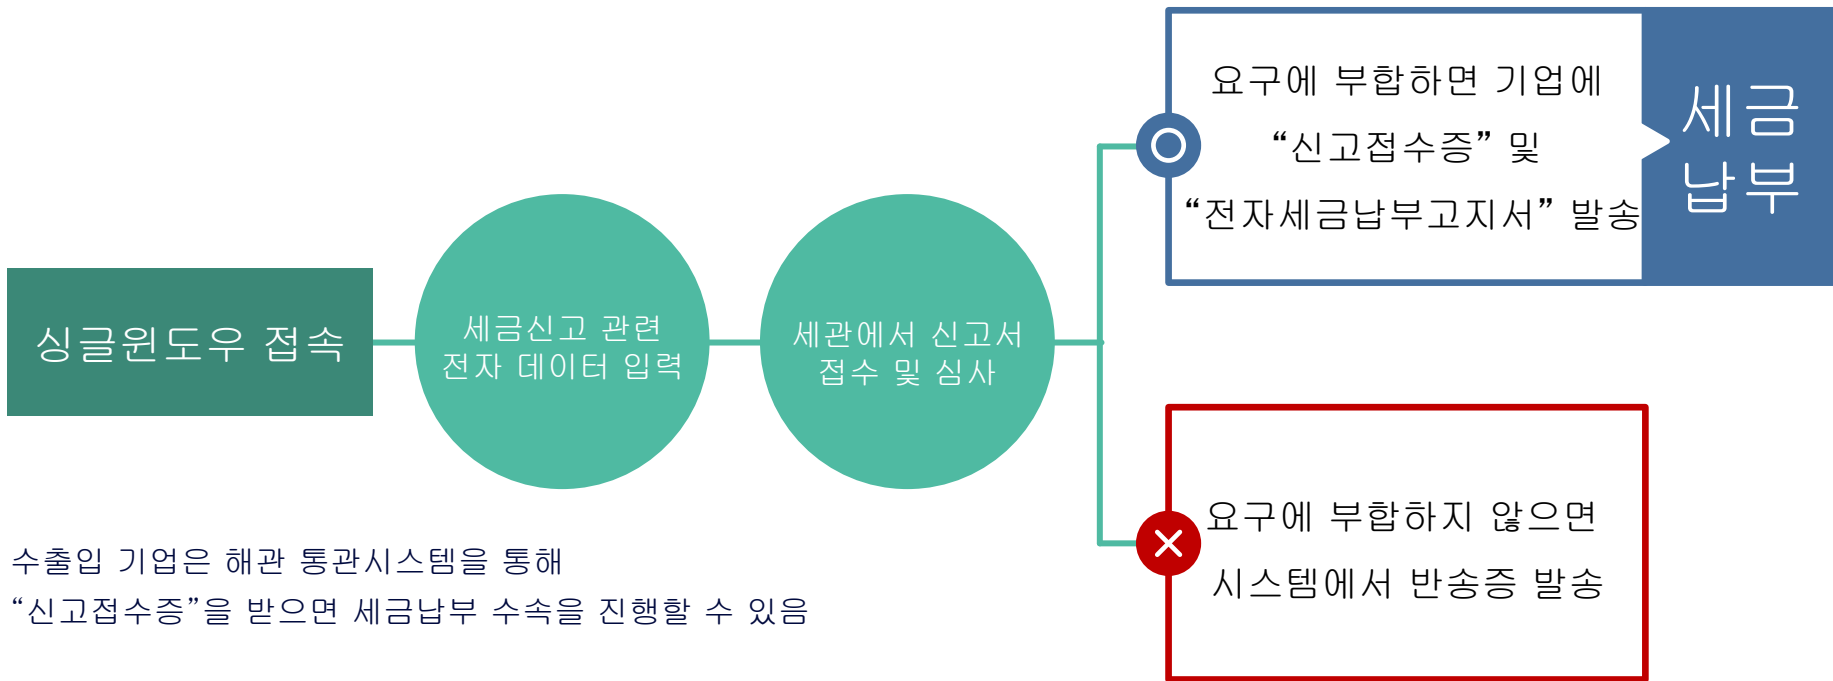 싱글윈도우 접속
세금신고 관련
전자 데이터 입력
세관에서 신고서
접수 및 심사
요구에 부합하면 기업에
“신고접수증” 및
“전자세금납부고지서” 발송
세금
납부
요구에 부합하지 않으면
시스템에서 반송증 발송
수출입 기업은 해관 통관시스템을 통해
“신고접수증”을 받으면 세금납부 수속을 진행할 수 있음